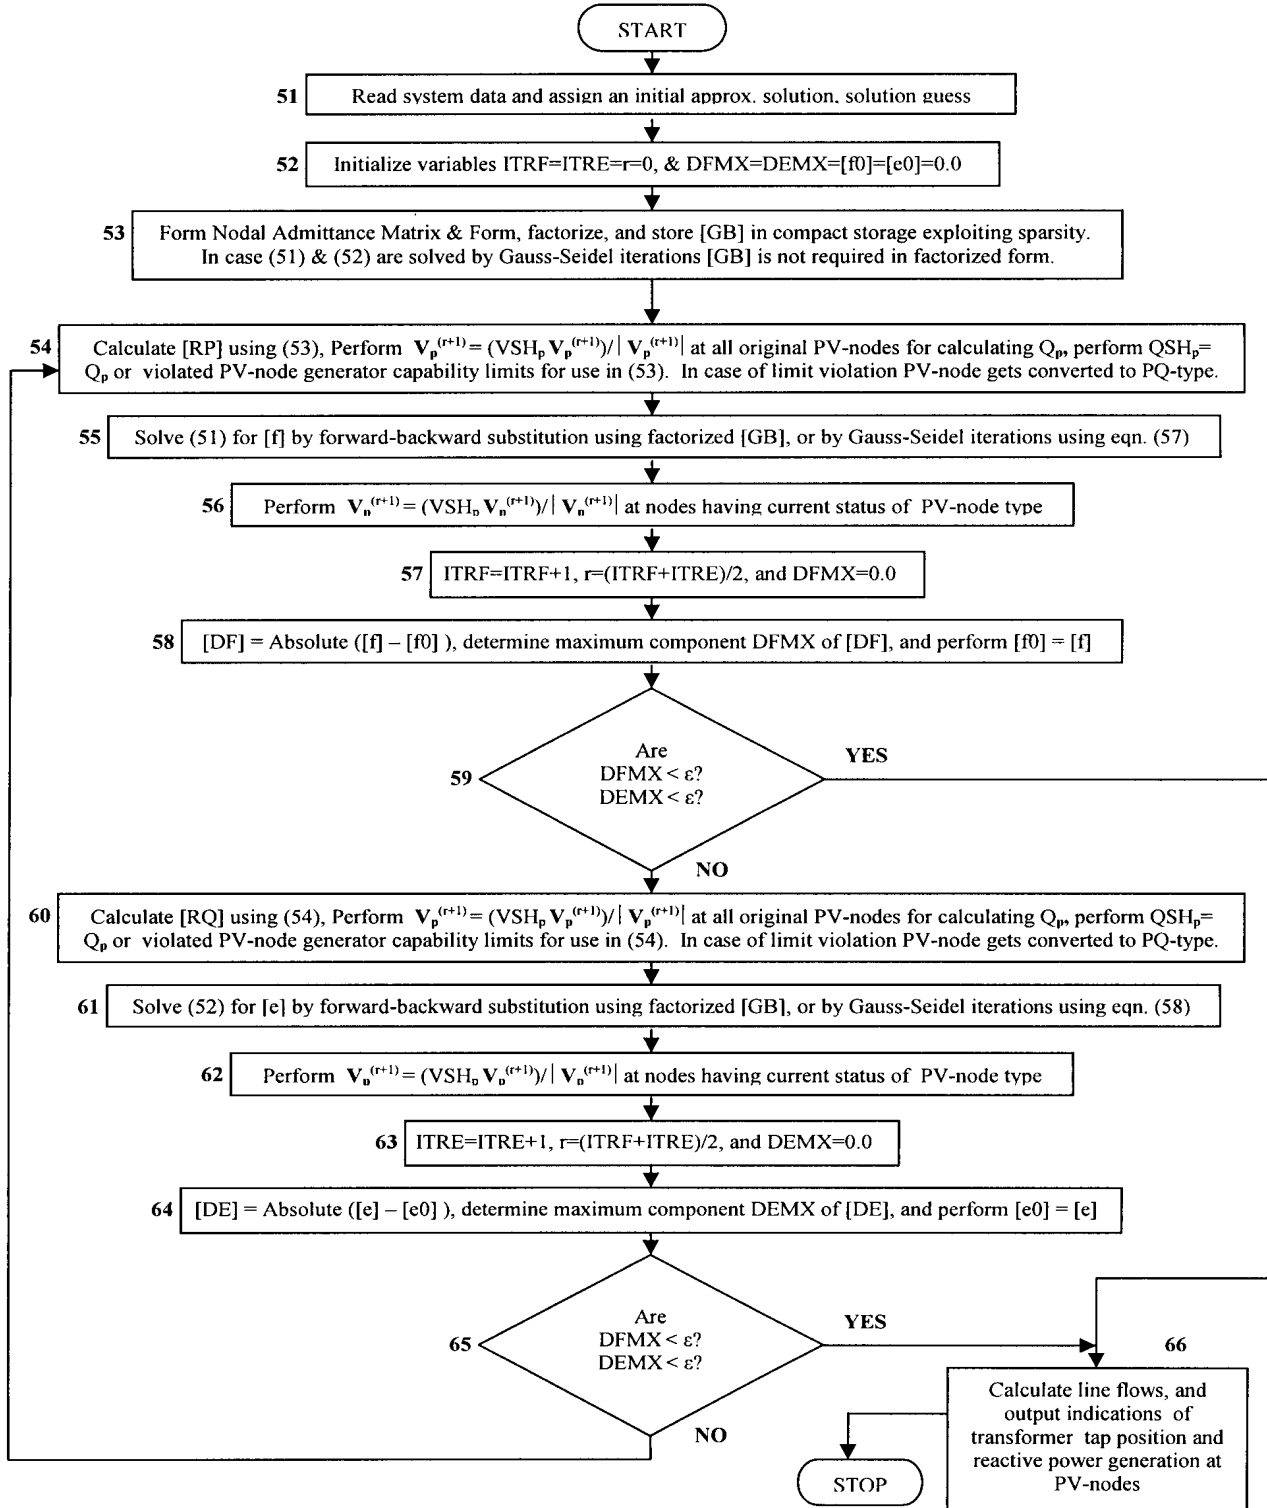 START
51
Read system data and assign an initial approx. solution, solution guess
52
Initialize variables ITRF=ITRE=r=0, & DFMX=DEMX=[f0]=[e0]=0.0
53
Form Nodal Admittance Matrix & Form, factorize, and store [GB] in compact storage exploiting sparsity.
In case (51) & (52) are solved by Gauss-Seidel iterations [GB] is not required in factorized form.
54
Calculate [RP] using (53), Perform Vp^(r+1) = (VSHp Vp^(r+1))/| Vp^(r+1)| at all original PV-nodes for calculating Qp, perform QSHp=
Qp or violated PV-node generator capability limits for use in (53). In case of limit violation PV-node gets converted to PQ-type.
55
Solve (51) for [f] by forward-backward substitution using factorized [GB], or by Gauss-Seidel iterations using eqn. (57)
56
Perform Vp^(r+1) = (VSHp Vp^(r+1))/| Vp^(r+1)| at nodes having current status of PV-node type
57
ITRF=ITRF+1, r=(ITRF+ITRE)/2, and DFMX=0.0
58
[DF] = Absolute ([f] – [f0] ), determine maximum component DFMX of [DF], and perform [f0] = [f]
59
Are
DFMX < ε?
DEMX < ε?
YES
NO
60
Calculate [RQ] using (54), Perform Vp^(r+1) = (VSHp Vp^(r+1))/| Vp^(r+1)| at all original PV-nodes for calculating Qp, perform QSHp=
Qp or violated PV-node generator capability limits for use in (54). In case of limit violation PV-node gets converted to PQ-type.
61
Solve (52) for [e] by forward-backward substitution using factorized [GB], or by Gauss-Seidel iterations using eqn. (58)
62
Perform Vp^(r+1) = (VSHp Vp^(r+1))/| Vp^(r+1)| at nodes having current status of PV-node type
63
ITRE=ITRE+1, r=(ITRF+ITRE)/2, and DEMX=0.0
64
[DE] = Absolute ([e] – [e0] ), determine maximum component DEMX of [DE], and perform [e0] = [e]
65
Are
DFMX < ε?
DEMX < ε?
YES
NO
66
Calculate line flows, and
output indications of
transformer tap position and
reactive power generation at
PV-nodes
STOP